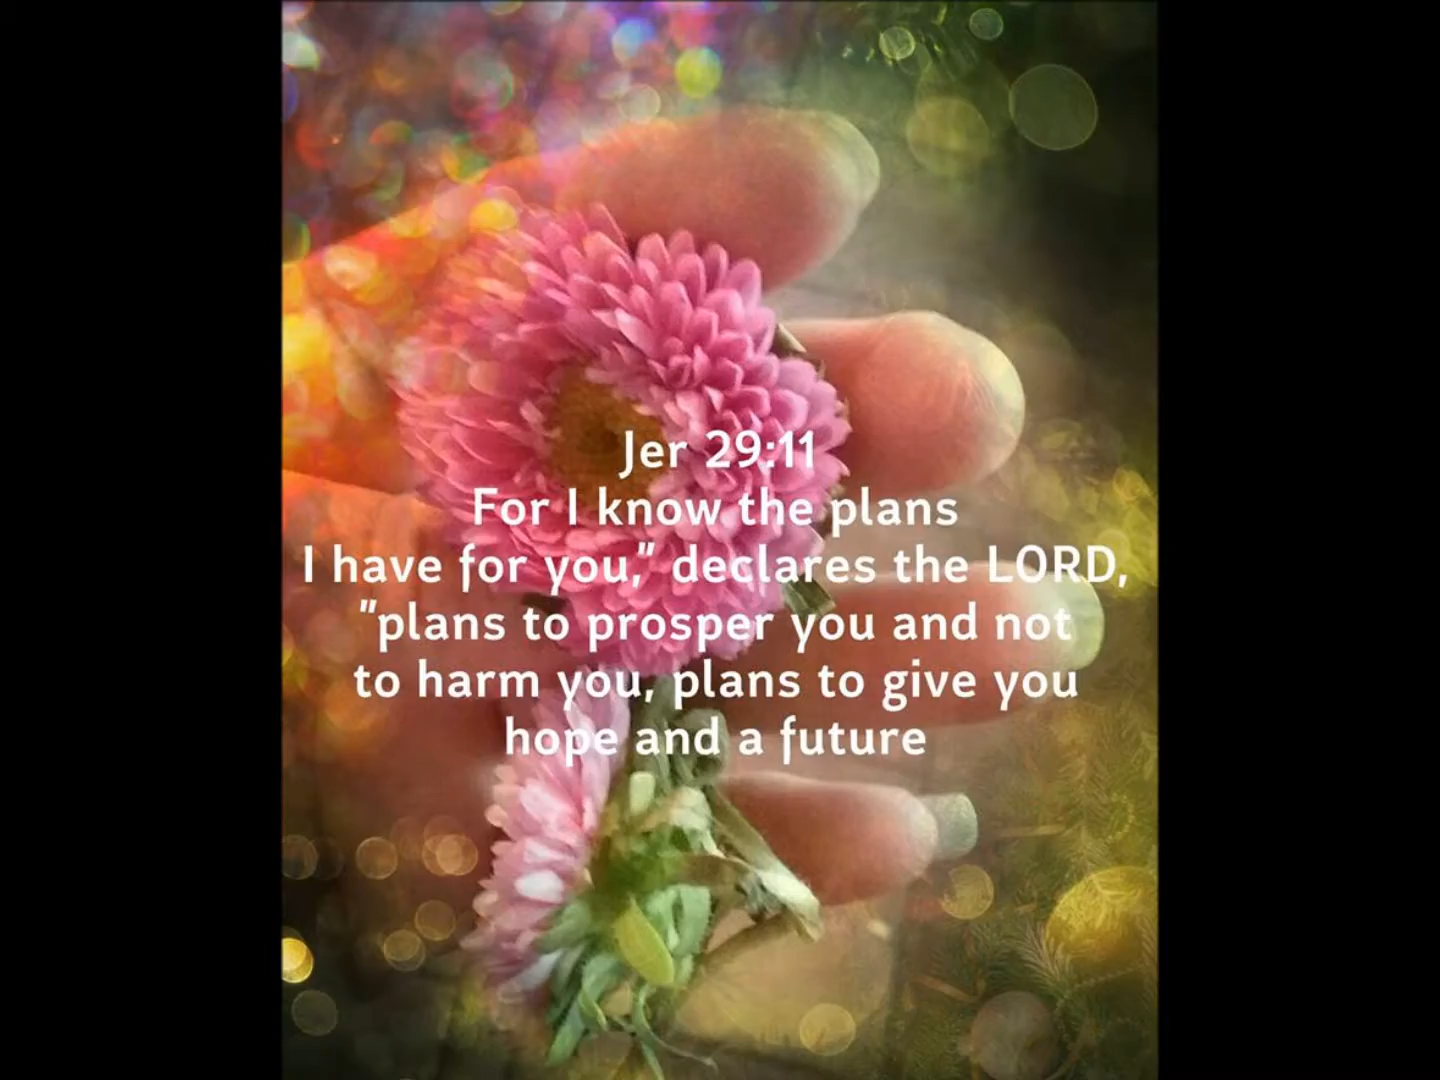 Jer 29:11
For I know the plans
I have for you," declares the LORD,
"plans to prosper you and not
to harm you, plans to give you
hope and a future